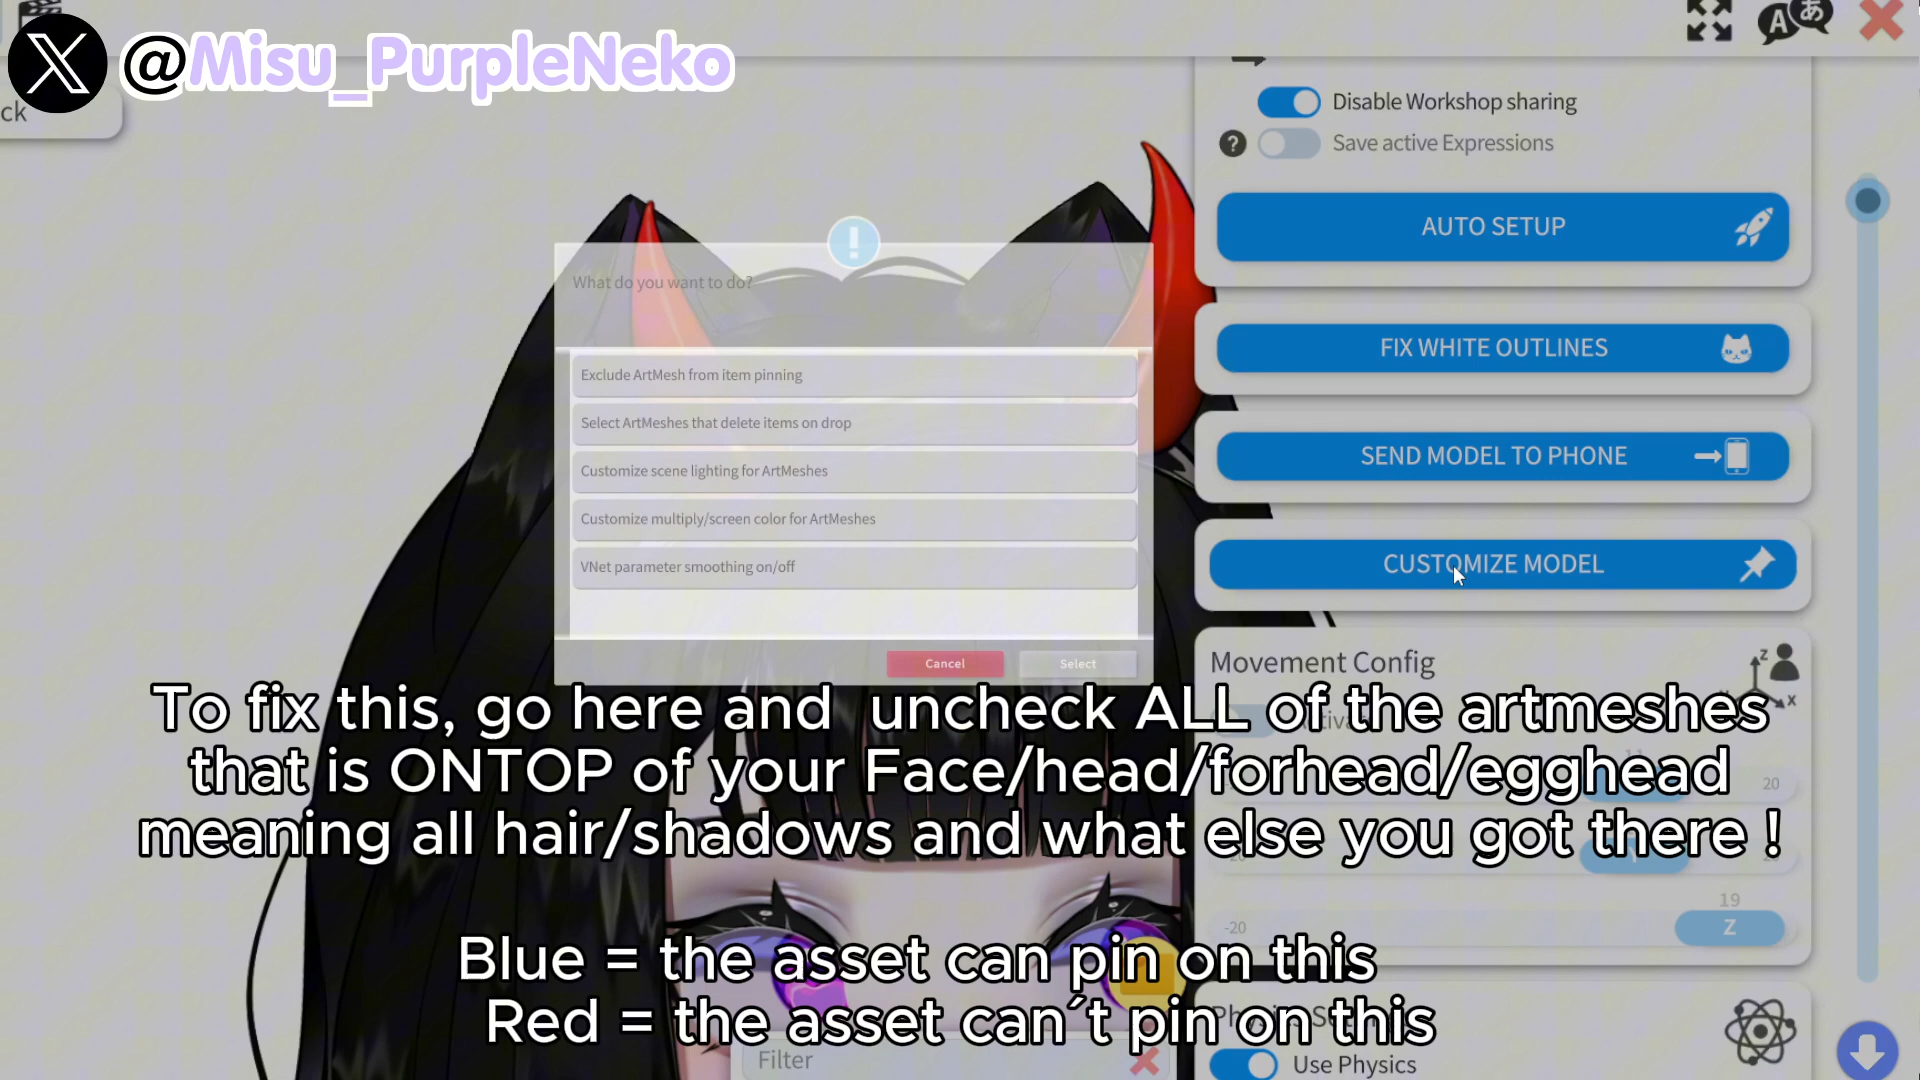 @Misu_PurpleNeko
ck
Disable Workshop sharing
Save active Expressions
AUTO SETUP
What do you want to do?
FIX WHITE OUTLINES
Exclude ArtMesh from item pinning
Select ArtMeshes that delete items on drop
SEND MODEL TO PHONE
Customize scene lighting for ArtMeshes
Customize multiply/screen color for ArtMeshes
CUSTOMIZE MODEL
VNet parameter smoothing on/off
Cancel
Select
Movement Config
To fix this, go here and uncheck ALL of the artmeshes
that is ONTOP of your Face/head/forhead/egghead
20
meaning all hair/shadows and what else you got there !
19
-20
Z
Blue = the asset can pin on this
Red = the asset can´t pin on this
Filter
Use Physics